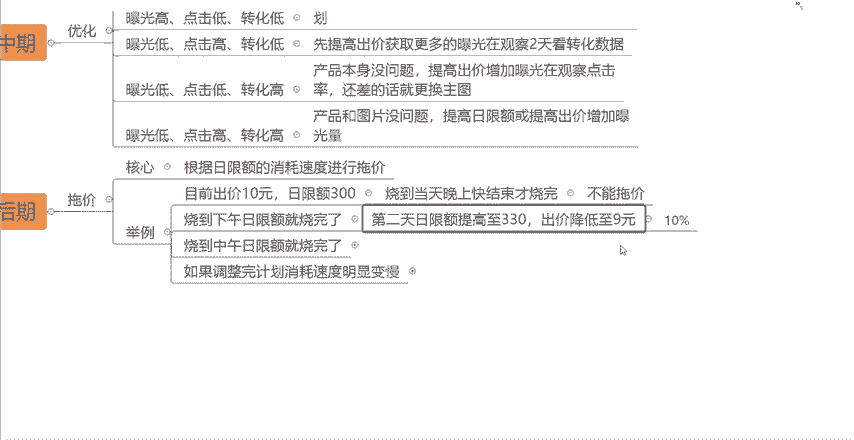 中期
优化
曝光高、点击低、转化低
划
曝光低、点击高、转化低
先提高出价获取更多的曝光在观察2天看转化数据
曝光低、点击低、转化高
产品本身没问题，提高出价增加曝光在观察点击
率，还差的话就更换主图
曝光低、点击高、转化高
产品和图片没问题，提高日限额或提高出价增加曝
光量
后期
拖价
核心
根据日限额的消耗速度进行拖价
举例
目前出价10元，日限额300
烧到当天晚上快结束才烧完
不能拖价
烧到下午日限额就烧完了
第二天日限额提高至330，出价降低至9元
10%
烧到中午日限额就烧完了
如果调整完计划消耗速度明显变慢